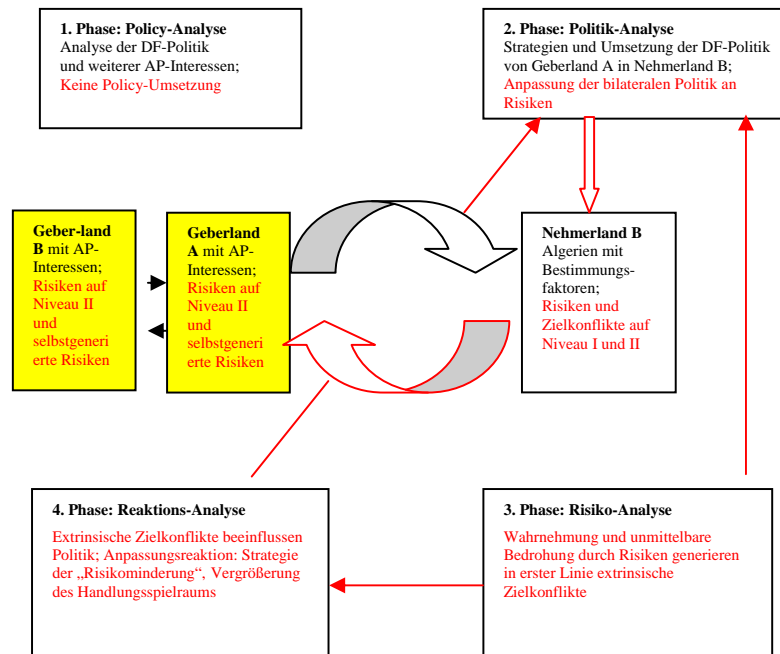 1. Phase: Policy-Analyse
Analyse der DF-Politik
und weiterer AP-Interessen;
Keine Policy-Umsetzung
2. Phase: Politik-Analyse
Strategien und Umsetzung der DF-Politik
von Geberland A in Nehmerland B;
Anpassung der bilateralen Politik an
Risiken
Geber-land
B mit AP-
Interessen;
Risiken auf
Niveau II
und
selbstgeneri
erte Risiken
Geberland
A mit AP-
Interessen;
Risiken auf
Niveau II
und
selbstgeneri
erte Risiken
Nehmerland B
Algerien mit
Bestimmungs-
faktoren;
Risiken und
Zielkonflikte auf
Niveau I und II
4. Phase: Reaktions-Analyse
Extrinsische Zielkonflikte beeinflussen
Politik; Anpassungsreaktion: Strategie
der „Risikominderung“, Vergrößerung
des Handlungsspielraums
3. Phase: Risiko-Analyse
Wahrnehmung und unmittelbare
Bedrohung durch Risiken generieren
in erster Linie extrinsische
Zielkonflikte